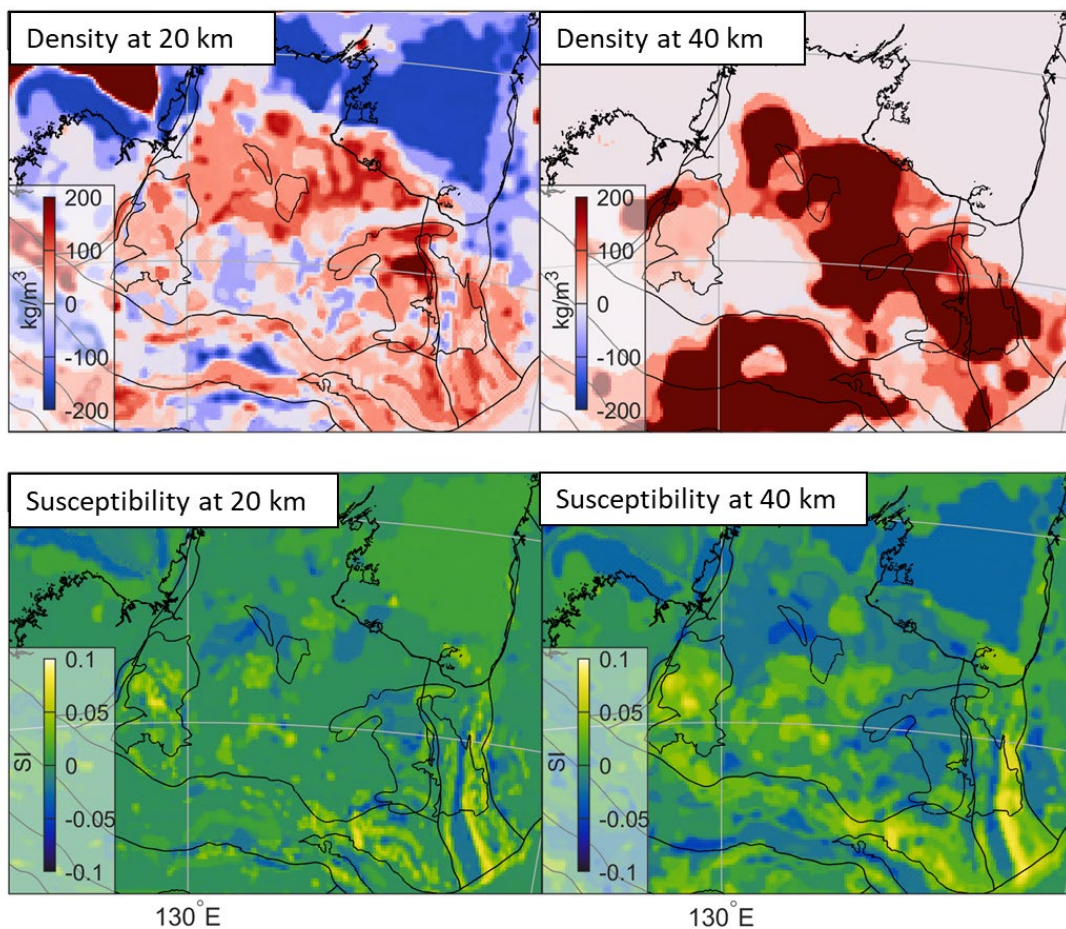 Density at 20 km
Density at 40 km
200
100
0
-100
-200
kg/m³
200
100
0
-100
-200
kg/m³
Susceptibility at 20 km
Susceptibility at 40 km
0.1
0.05
0
-0.05
-0.1
SI
0.1
0.05
0
-0.05
-0.1
SI
130°E
130°E